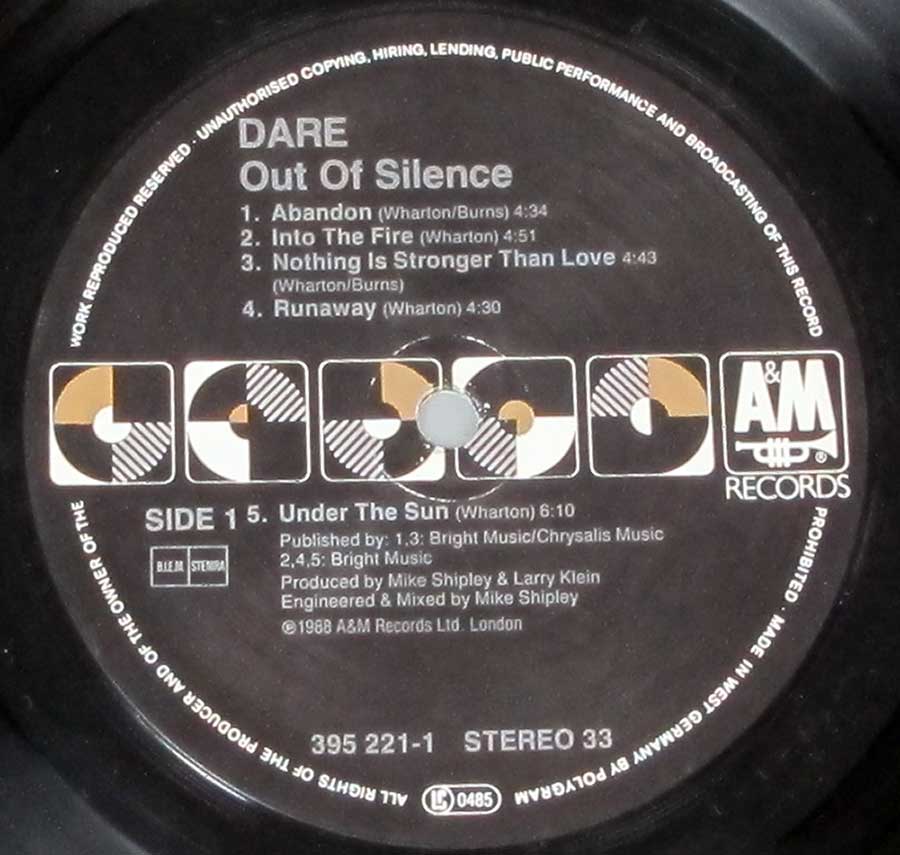 DARE
Out Of Silence
1. Abandon (Wharton/Burns) 4:34
2. Into The Fire (Wharton) 4:51
3. Nothing Is Stronger Than Love 4:43
(Wharton/Burns)
4. Runaway (Wharton) 4:30
A&M
®
RECORDS
SIDE 1 5. Under The Sun (Wharton) 6:10
Published by: 1,3: Bright Music/Chrysalis Music
2,4,5: Bright Music
B.I.E.M. STEMRA
Produced by Mike Shipley & Larry Klein
Engineered & Mixed by Mike Shipley
℗1988 A&M Records Ltd. London
395 221-1 STEREO 33
LC 0485
ALL RIGHTS OF THE PRODUCER AND OF THE OWNER OF THE WORK REPRODUCED RESERVED · UNAUTHORISED COPYING, HIRING, LENDING, PUBLIC PERFORMANCE AND BROADCASTING OF THIS RECORD PROHIBITED · MADE IN WEST GERMANY BY POLYGRAM